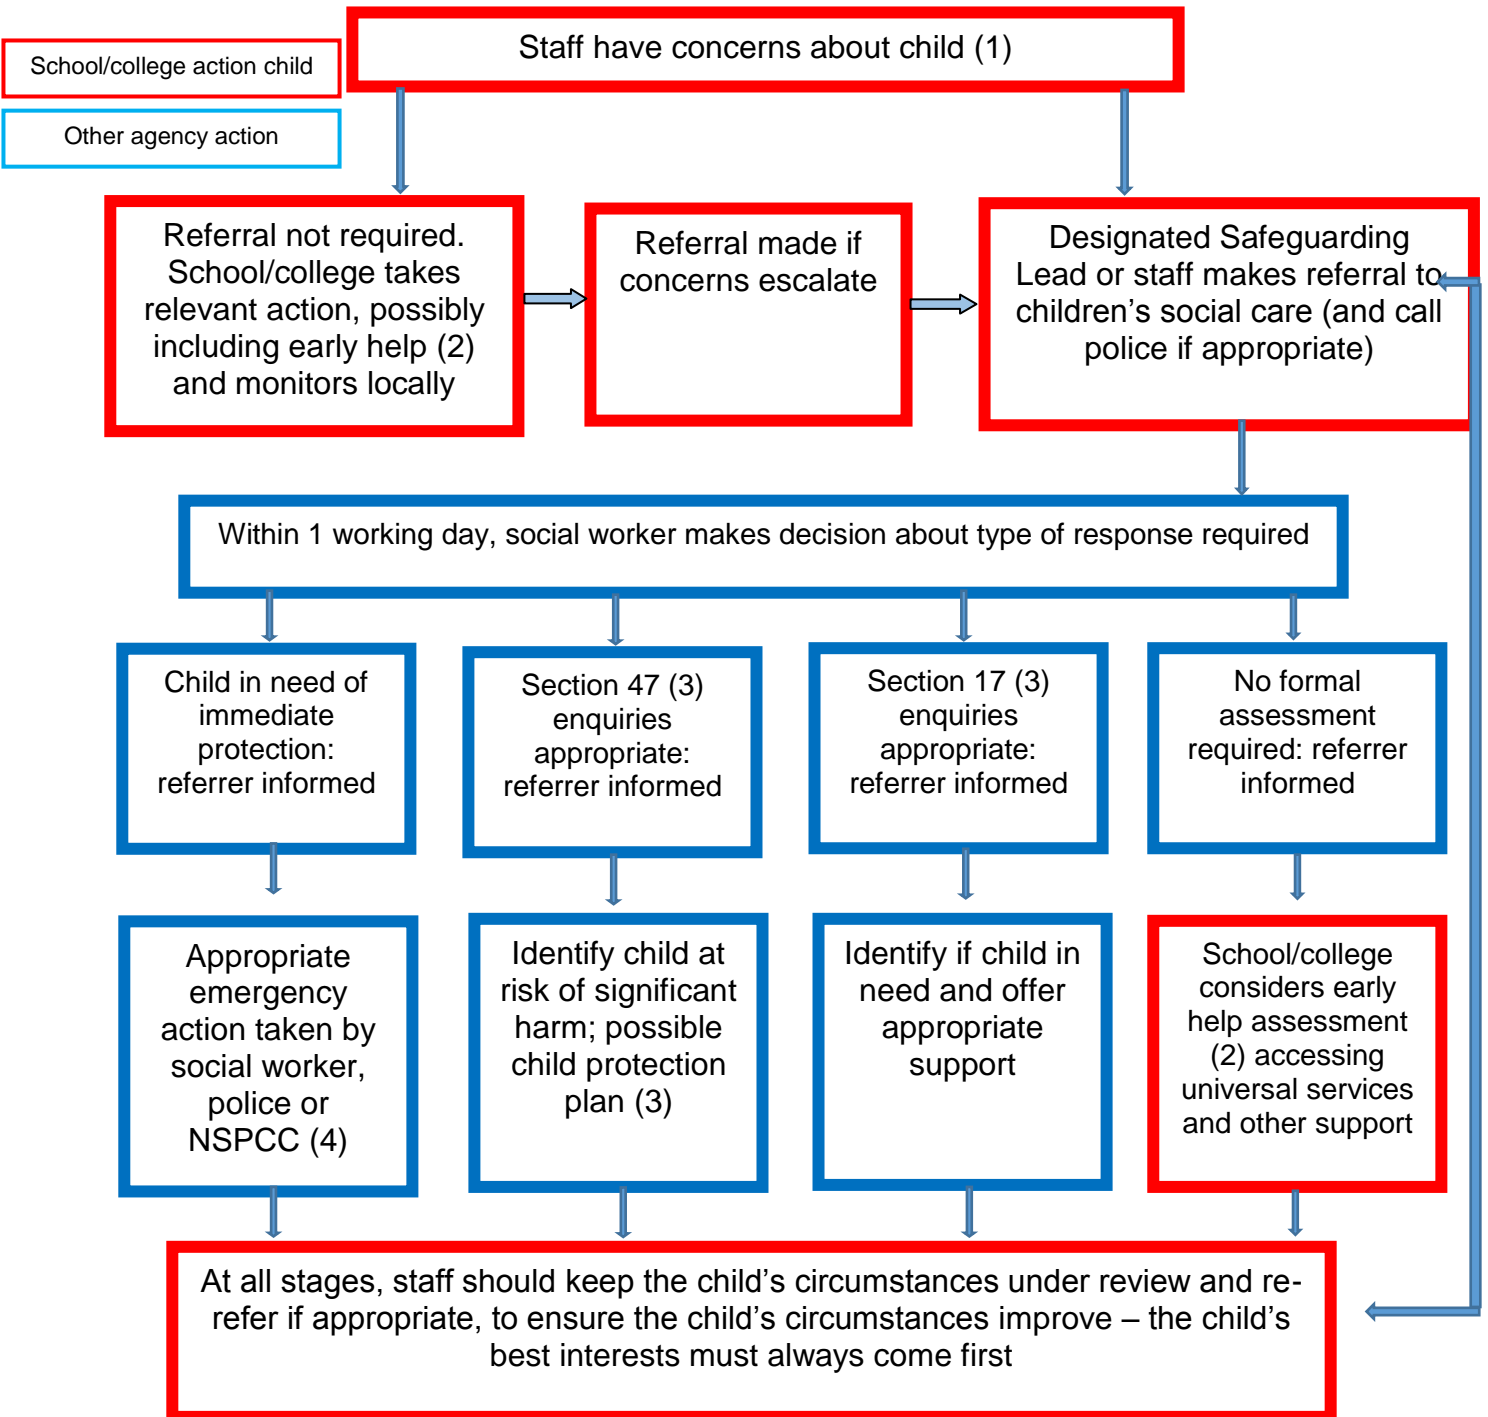 Staff have concerns about child (1)
School/college action child
Other agency action
Referral not required.
School/college takes
relevant action, possibly
including early help (2)
and monitors locally
Referral made if
concerns escalate
Designated Safeguarding
Lead or staff makes referral to
children’s social care (and call
police if appropriate)
Within 1 working day, social worker makes decision about type of response required
Child in need of
immediate
protection:
referrer informed
Section 47 (3)
enquiries
appropriate:
referrer informed
Section 17 (3)
enquiries
appropriate:
referrer informed
No formal
assessment
required: referrer
informed
Appropriate
emergency
action taken by
social worker,
police or
NSPCC (4)
Identify child at
risk of significant
harm; possible
child protection
plan (3)
Identify if child in
need and offer
appropriate
support
School/college
considers early
help assessment
(2) accessing
universal services
and other support
At all stages, staff should keep the child’s circumstances under review and re-
refer if appropriate, to ensure the child’s circumstances improve – the child’s
best interests must always come first